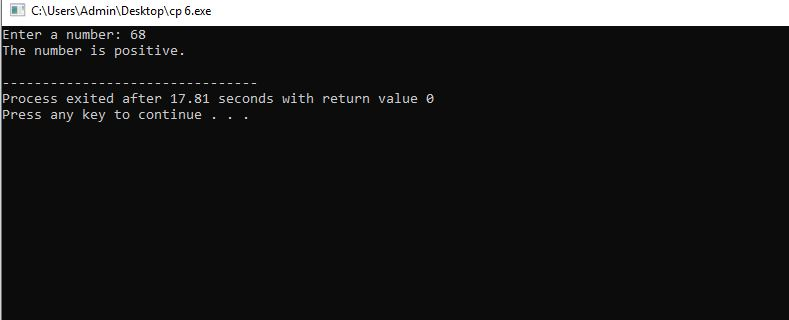 C:\Users\Admin\Desktop\cp 6.exe
Enter a number: 68
The number is positive.
--------------------------------
Process exited after 17.81 seconds with return value 0
Press any key to continue . . .